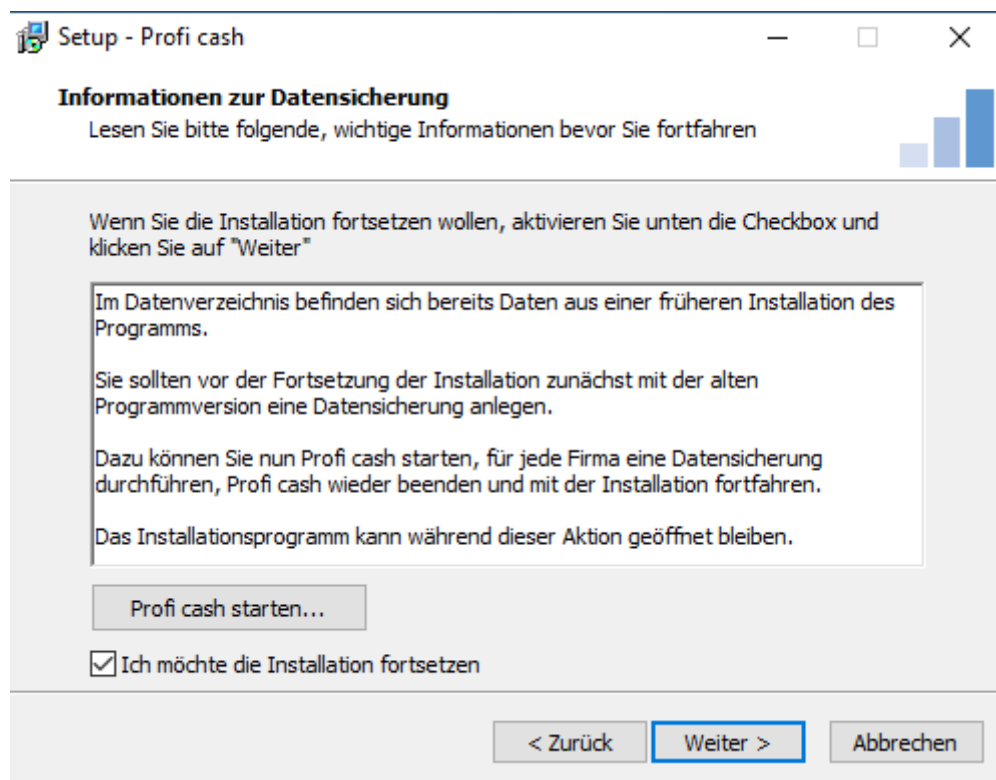 Setup - Profi cash
Informationen zur Datensicherung
Lesen Sie bitte folgende, wichtige Informationen bevor Sie fortfahren
Wenn Sie die Installation fortsetzen wollen, aktivieren Sie unten die Checkbox und
klicken Sie auf "Weiter"
Im Datenverzeichnis befinden sich bereits Daten aus einer früheren Installation des
Programms.
Sie sollten vor der Fortsetzung der Installation zunächst mit der alten
Programmversion eine Datensicherung anlegen.
Dazu können Sie nun Profi cash starten, für jede Firma eine Datensicherung
durchführen, Profi cash wieder beenden und mit der Installation fortfahren.
Das Installationsprogramm kann während dieser Aktion geöffnet bleiben.
Profi cash starten...
Ich möchte die Installation fortsetzen
< Zurück
Weiter >
Abbrechen